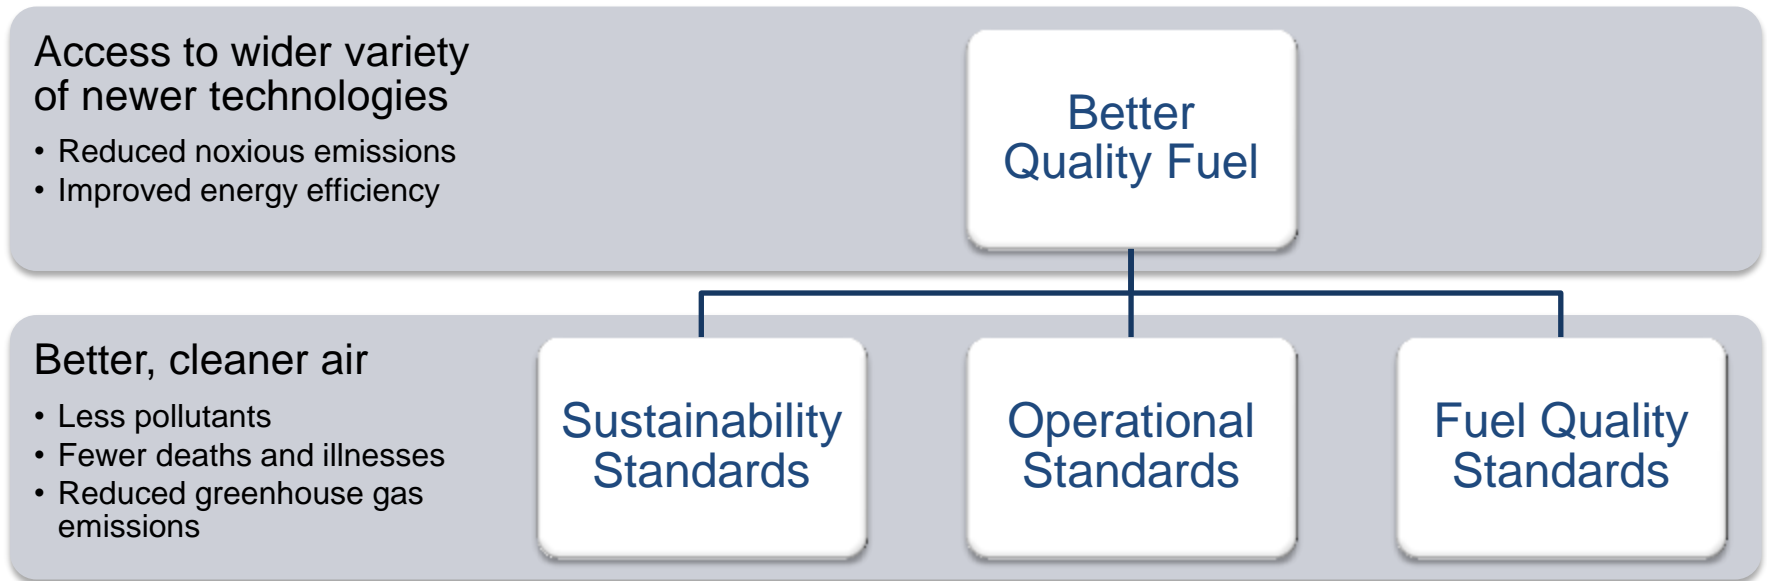 Access to wider variety
of newer technologies
• Reduced noxious emissions
• Improved energy efficiency
Better
Quality Fuel
Better, cleaner air
• Less pollutants
• Fewer deaths and illnesses
• Reduced greenhouse gas
emissions
Sustainability
Standards
Operational
Standards
Fuel Quality
Standards